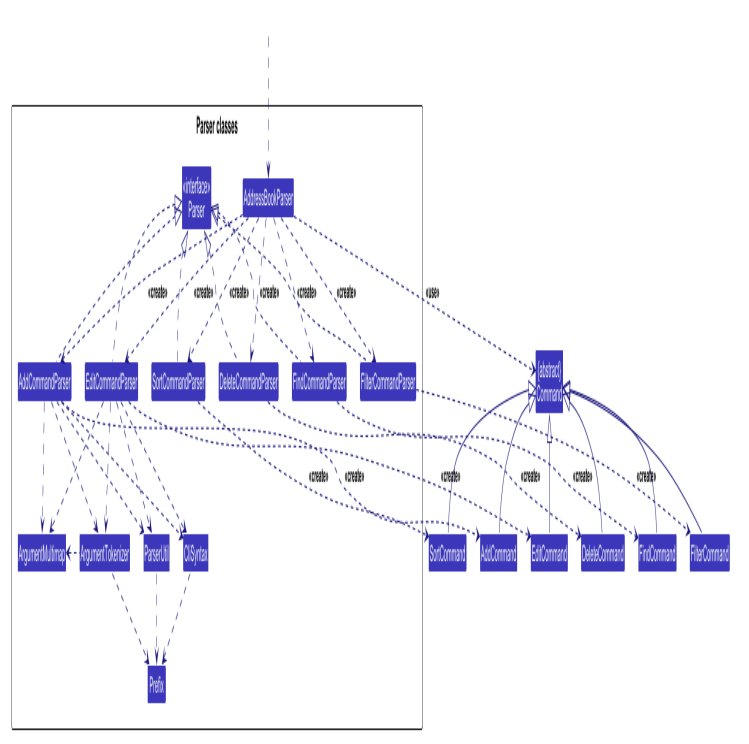 Parser classes
«interface»
Parser
AddressBookParser
«create»
«create»
«create»
«create»
«create»
«create»
«use»
{abstract}
Command
AddCommandParser
EditCommandParser
SortCommandParser
DeleteCommandParser
FindCommandParser
FilterCommandParser
«create»
«create»
«create»
«create»
«create»
«create»
ArgumentMultimap
ArgumentTokenizer
ParserUtil
CliSyntax
SortCommand
AddCommand
EditCommand
DeleteCommand
FindCommand
FilterCommand
Prefix